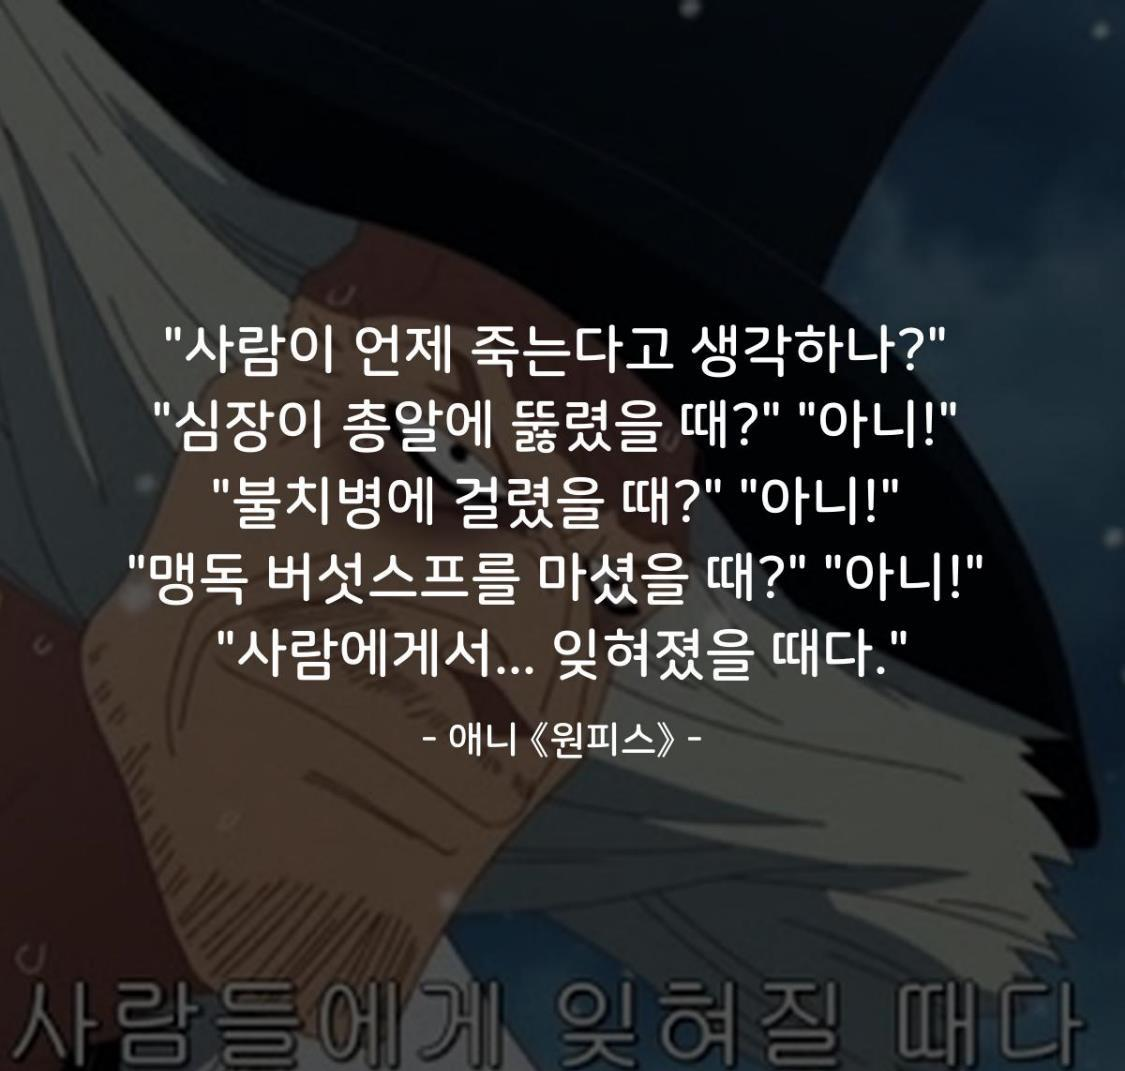 "사람이 언제 죽는다고 생각하나?"
"심장이 총알에 뚫렸을 때?" "아니!"
"불치병에 걸렸을 때?" "아니!"
"맹독 버섯스프를 마셨을 때?" "아니!"
"사람에게서... 잊혀졌을 때다."
- 애니 《원피스》 -
사람들에게 잊혀질 때다